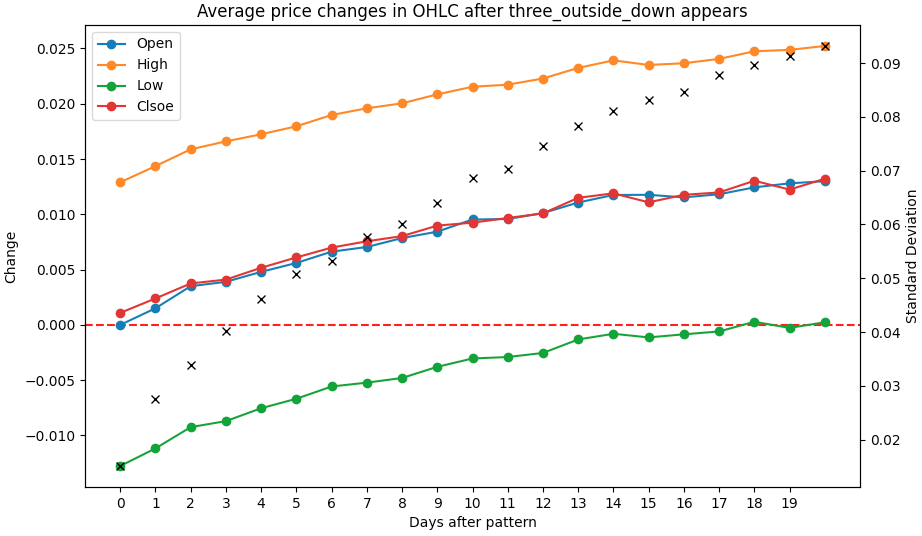 Average price changes in OHLC after three_outside_down appears
Open
High
Low
Clsoe
0.025
0.020
0.015
0.010
0.005
0.000
−0.005
−0.010
Change
0.09
0.08
0.07
0.06
0.05
0.04
0.03
0.02
Standard Deviation
0 1 2 3 4 5 6 7 8 9 10 11 12 13 14 15 16 17 18 19
Days after pattern